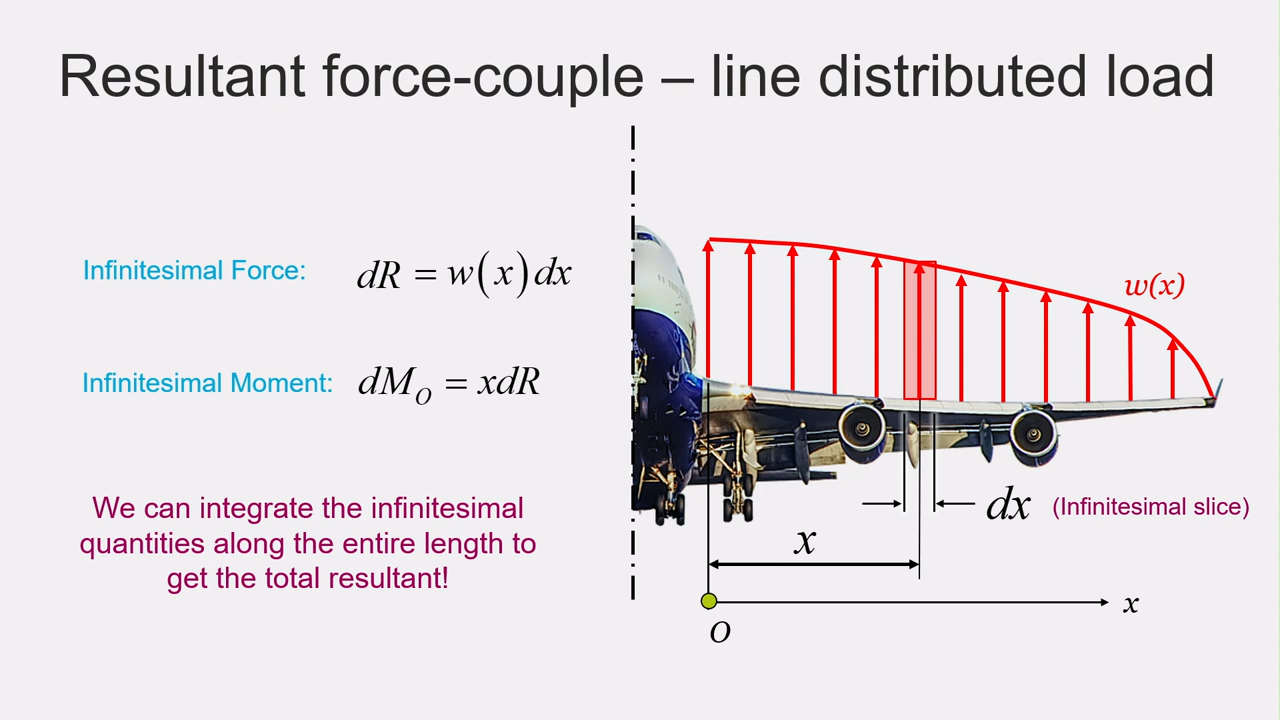 Resultant force-couple – line distributed load
Infinitesimal Force: dR = w(x)dx
Infinitesimal Moment: dM_O = xdR
We can integrate the infinitesimal
quantities along the entire length to
get the total resultant!
w(x)
dx (Infinitesimal slice)
x
x
O